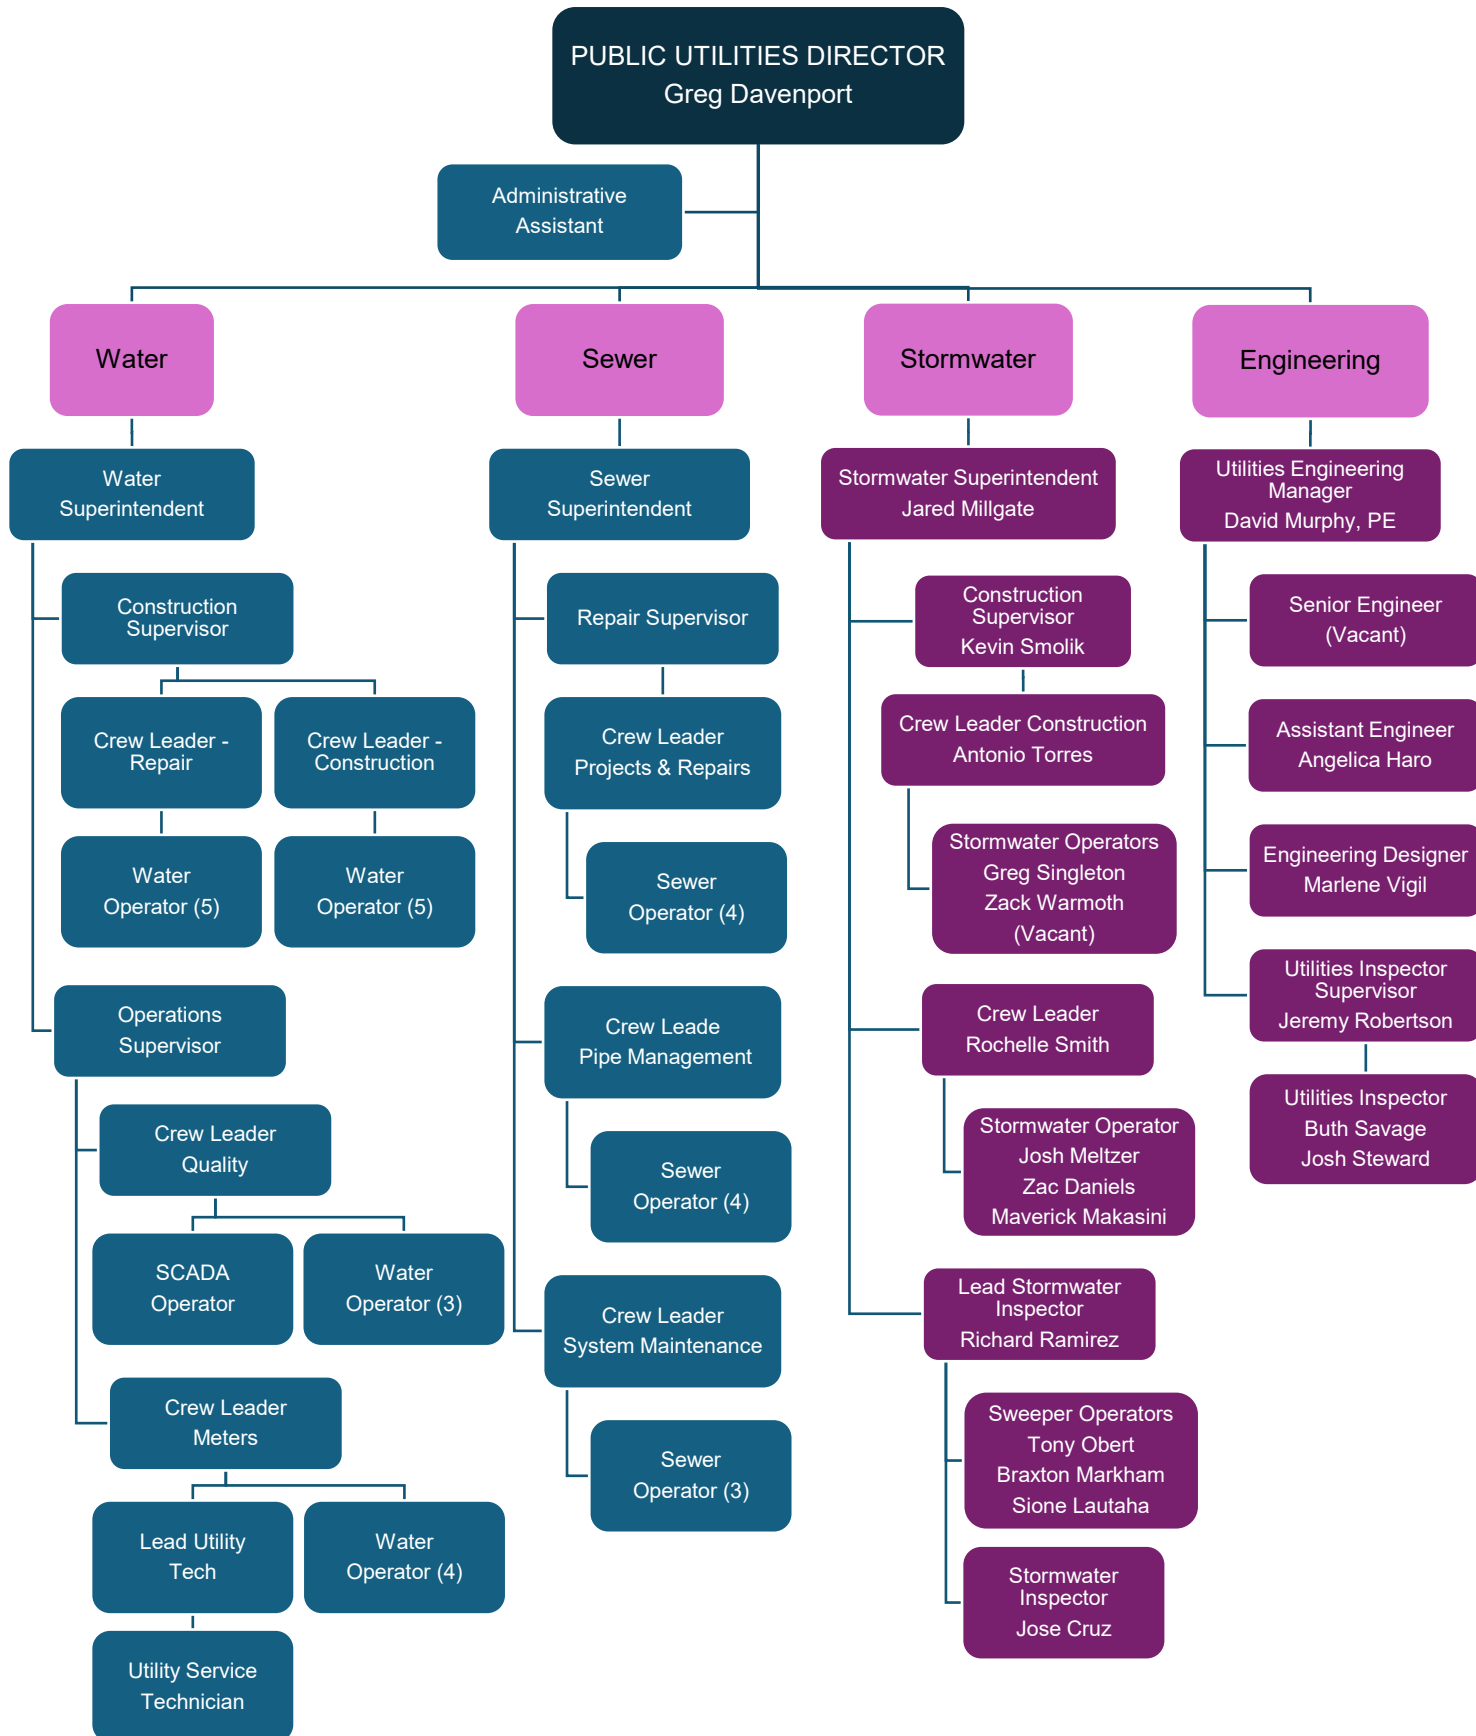 PUBLIC UTILITIES DIRECTOR
Greg Davenport
Administrative
Assistant
Water
Sewer
Stormwater
Engineering
Water
Superintendent
Construction
Supervisor
Crew Leader -
Repair
Crew Leader -
Construction
Water
Operator (5)
Water
Operator (5)
Operations
Supervisor
Crew Leader
Quality
SCADA
Operator
Water
Operator (3)
Crew Leader
Meters
Lead Utility
Tech
Water
Operator (4)
Utility Service
Technician
Sewer
Superintendent
Repair Supervisor
Crew Leader
Projects & Repairs
Sewer
Operator (4)
Crew Leade
Pipe Management
Sewer
Operator (4)
Crew Leader
System Maintenance
Sewer
Operator (3)
Stormwater Superintendent
Jared Millgate
Construction
Supervisor
Kevin Smolik
Crew Leader Construction
Antonio Torres
Stormwater Operators
Greg Singleton
Zack Warmoth
(Vacant)
Crew Leader
Rochelle Smith
Stormwater Operator
Josh Meltzer
Zac Daniels
Maverick Makasini
Lead Stormwater
Inspector
Richard Ramirez
Sweeper Operators
Tony Obert
Braxton Markham
Sione Lautaha
Stormwater
Inspector
Jose Cruz
Utilities Engineering
Manager
David Murphy, PE
Senior Engineer
(Vacant)
Assistant Engineer
Angelica Haro
Engineering Designer
Marlene Vigil
Utilities Inspector
Supervisor
Jeremy Robertson
Utilities Inspector
Buth Savage
Josh Steward